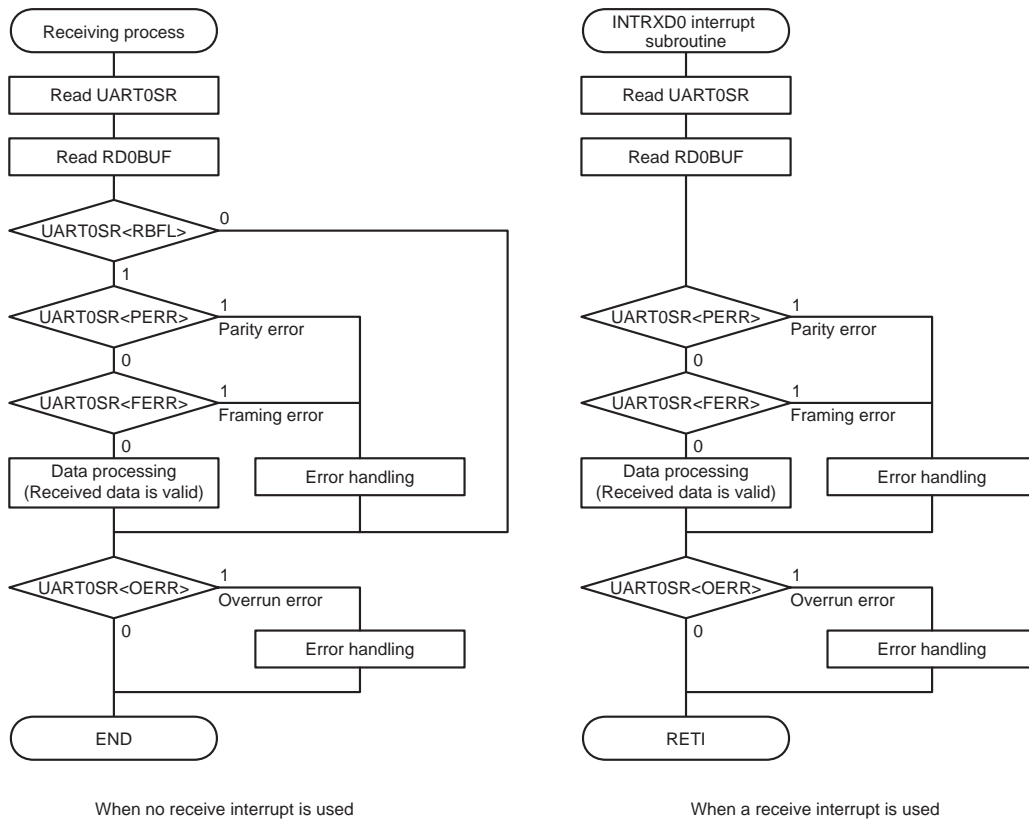 Receiving process
Read UART0SR
Read RD0BUF
UART0SR<RBFL>
0
1
UART0SR<PERR>
1
Parity error
0
UART0SR<FERR>
1
Framing error
0
Data processing
(Received data is valid)
Error handling
UART0SR<OERR>
1
Overrun error
0
Error handling
END
When no receive interrupt is used
INTRXD0 interrupt
subroutine
Read UART0SR
Read RD0BUF
UART0SR<PERR>
1
Parity error
0
UART0SR<FERR>
1
Framing error
0
Data processing
(Received data is valid)
Error handling
UART0SR<OERR>
1
Overrun error
0
Error handling
RETI
When a receive interrupt is used